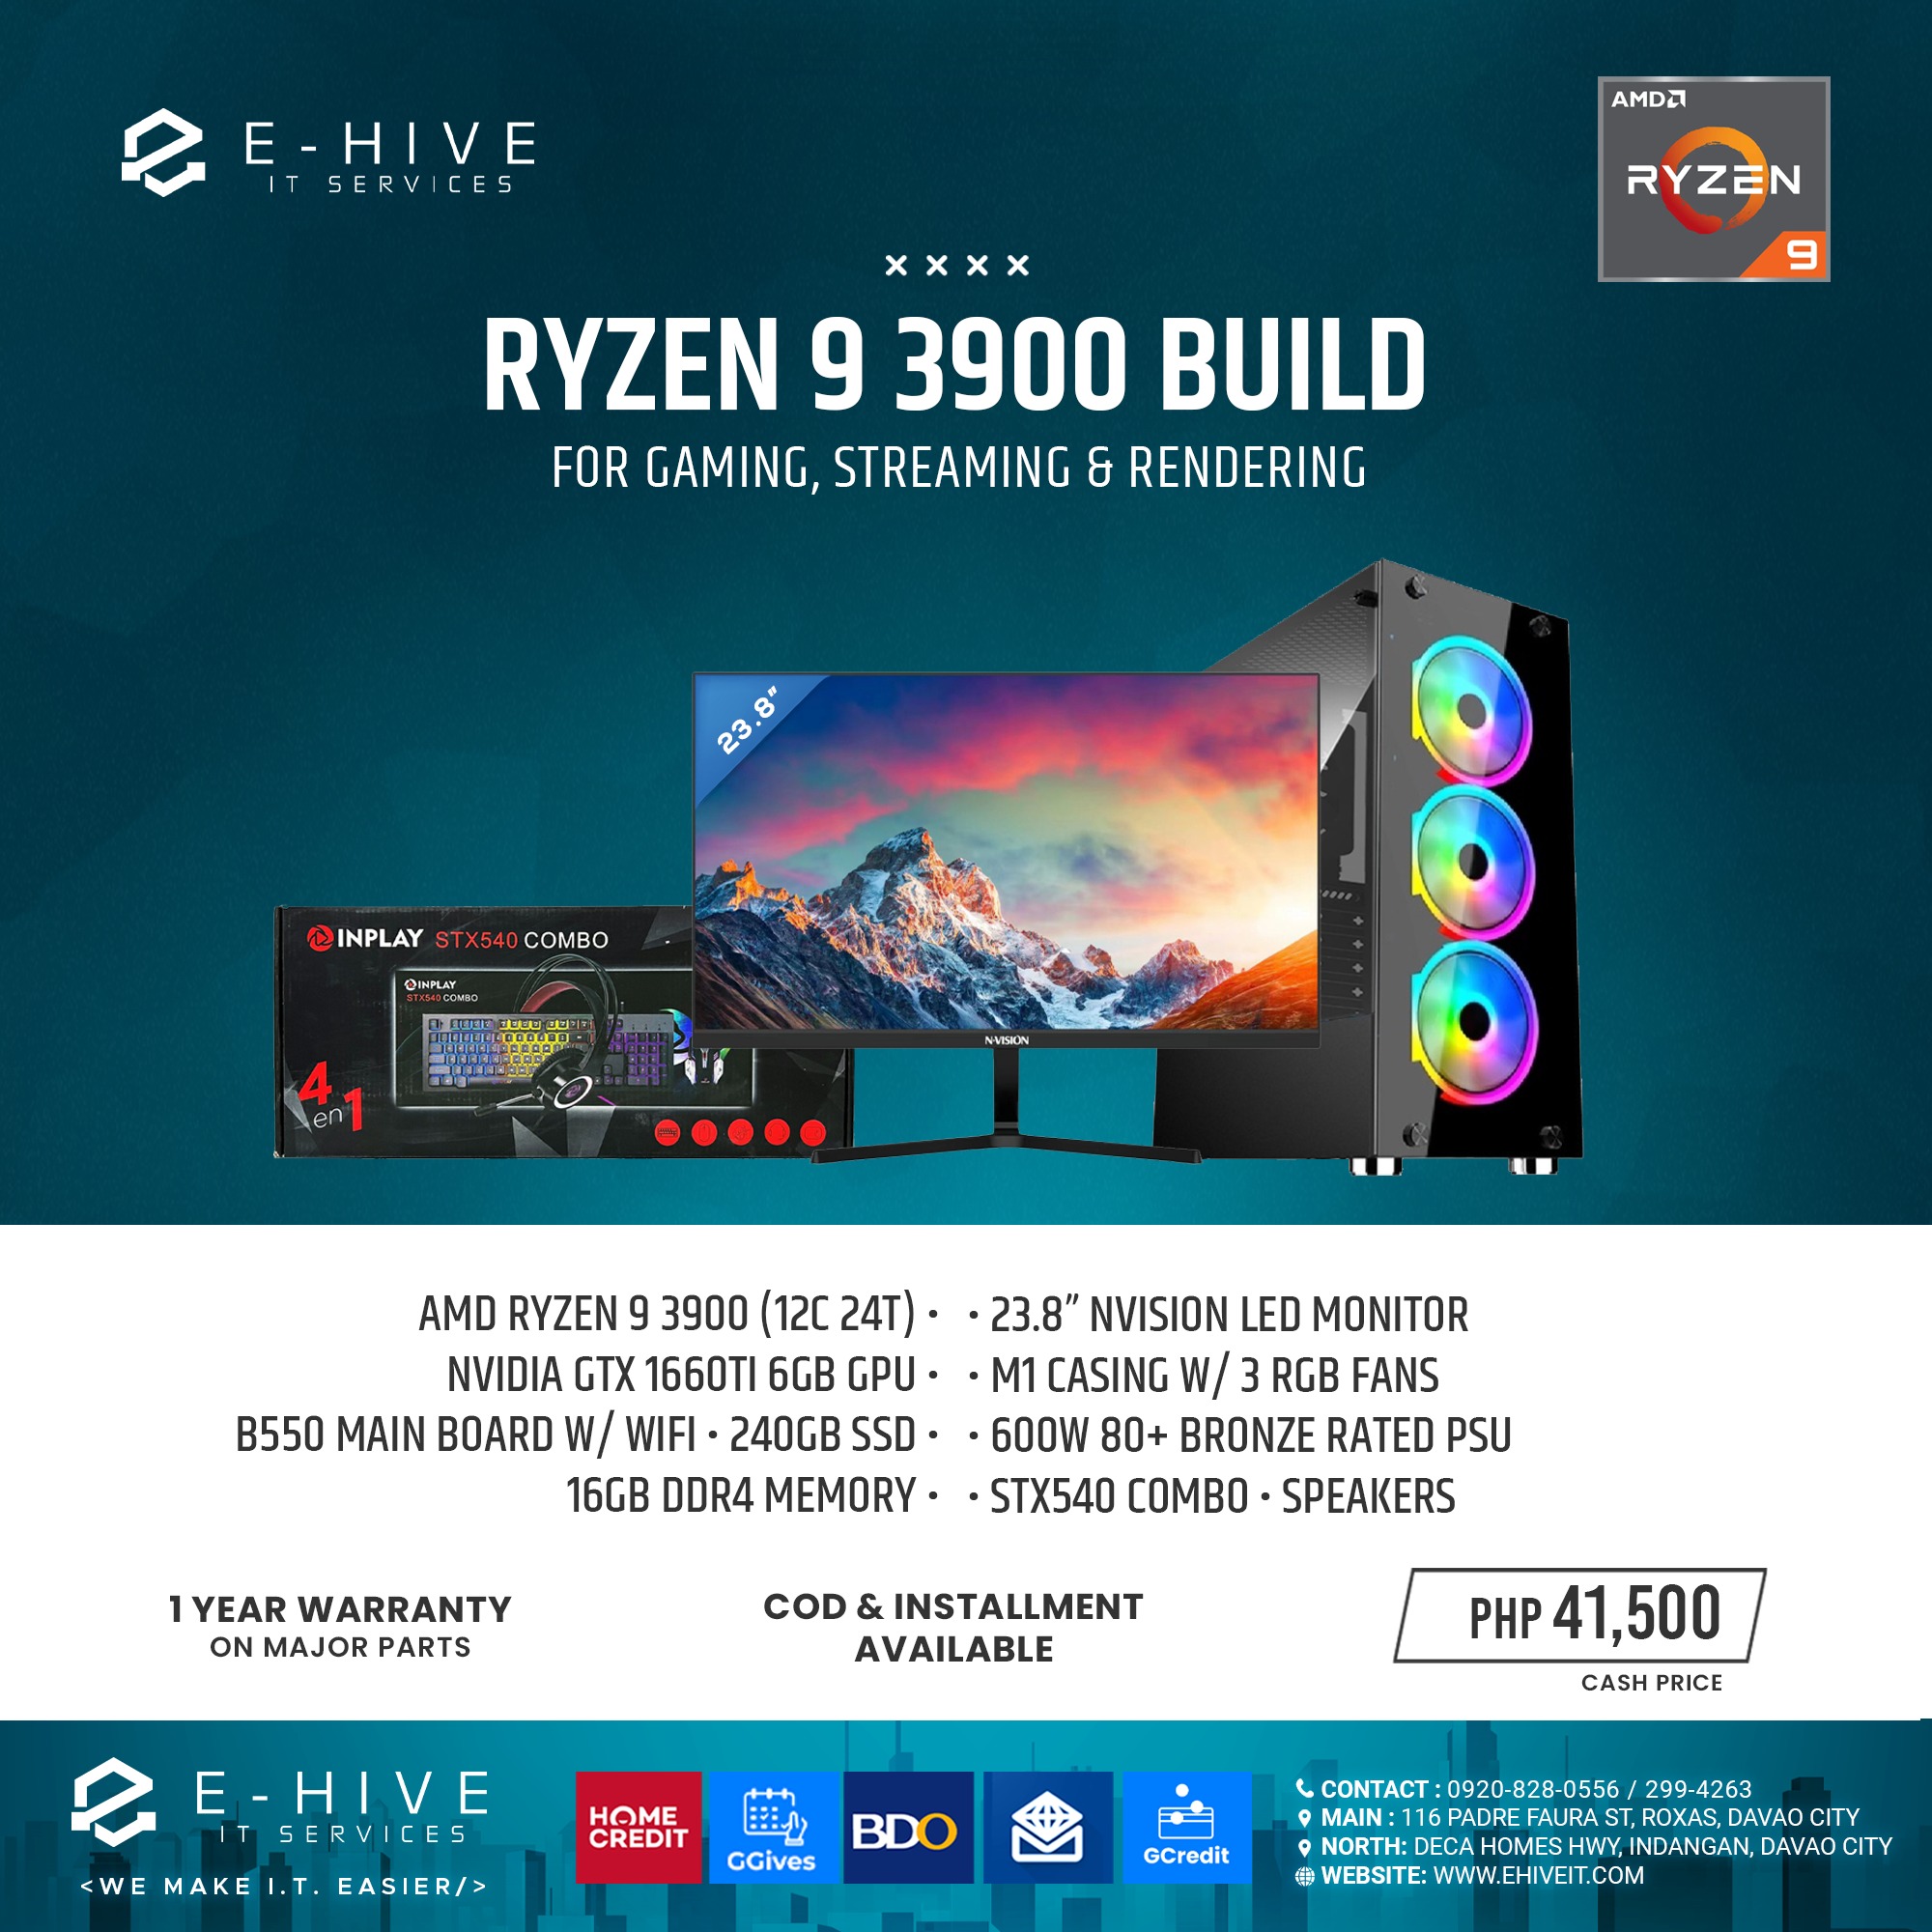 E-HIVE
IT SERVICES
AMD
RYZEN
9
RYZEN 9 3900 BUILD
FOR GAMING, STREAMING & RENDERING
23.8"
INPLAY STX540 COMBO
INPLAY
STX540 COMBO
4 en 1
N-VISION
AMD RYZEN 9 3900 (12C 24T) •
NVIDIA GTX 1660TI 6GB GPU •
B550 MAIN BOARD W/ WIFI • 240GB SSD •
16GB DDR4 MEMORY •
• 23.8" NVISION LED MONITOR
• M1 CASING W/ 3 RGB FANS
• 600W 80+ BRONZE RATED PSU
• STX540 COMBO • SPEAKERS
1 YEAR WARRANTY
ON MAJOR PARTS
COD & INSTALLMENT
AVAILABLE
PHP 41,500
CASH PRICE
E-HIVE
IT SERVICES
<WE MAKE I.T. EASIER/>
HOME
CREDIT
GGives
BDO
GCredit
CONTACT : 0920-828-0556 / 299-4263
MAIN : 116 PADRE FAURA ST, ROXAS, DAVAO CITY
NORTH: DECA HOMES HWY, INDANGAN, DAVAO CITY
WEBSITE: WWW.EHIVEIT.COM